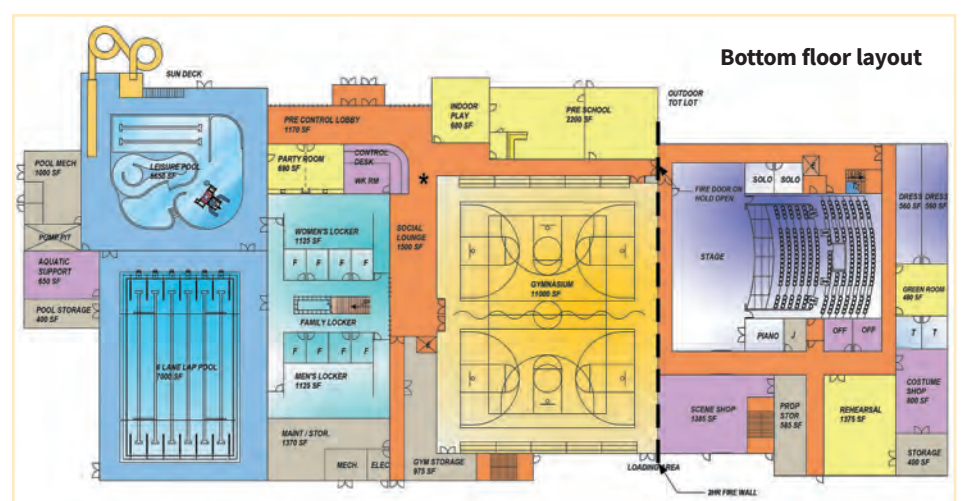 Bottom floor layout
SUN DECK
OUTDOOR
TOT LOT
INDOOR
PLAY
680 SF
PRE SCHOOL
2200 SF
PRE CONTROL LOBBY
1170 SF
POOL MECH
1000 SF
LEISURE POOL
6650 SF
PARTY ROOM
690 SF
CONTROL
DESK
WK RM
*
SOLO
SOLO
FIRE DOOR ON
HOLD OPEN
DRESS
560 SF
DRESS
560 SF
PUMP PIT
WOMEN'S LOCKER
1125 SF
SOCIAL
LOUNGE
1500 SF
STAGE
AQUATIC
SUPPORT
650 SF
F F F F
GYMNASIUM
11000 SF
GREEN ROOM
480 SF
POOL STORAGE
400 SF
FAMILY LOCKER
PIANO
J
OFF
OFF
T
T
F F F F
6 LANE LAP POOL
7000 SF
MEN'S LOCKER
1125 SF
COSTUME
SHOP
800 SF
SCENE SHOP
1385 SF
PROP
STOR
585 SF
REHEARSAL
1375 SF
MAINT / STOR.
1370 SF
MECH.
ELEC
GYM STORAGE
975 SF
LOADING AREA
STORAGE
400 SF
2HR FIRE WALL